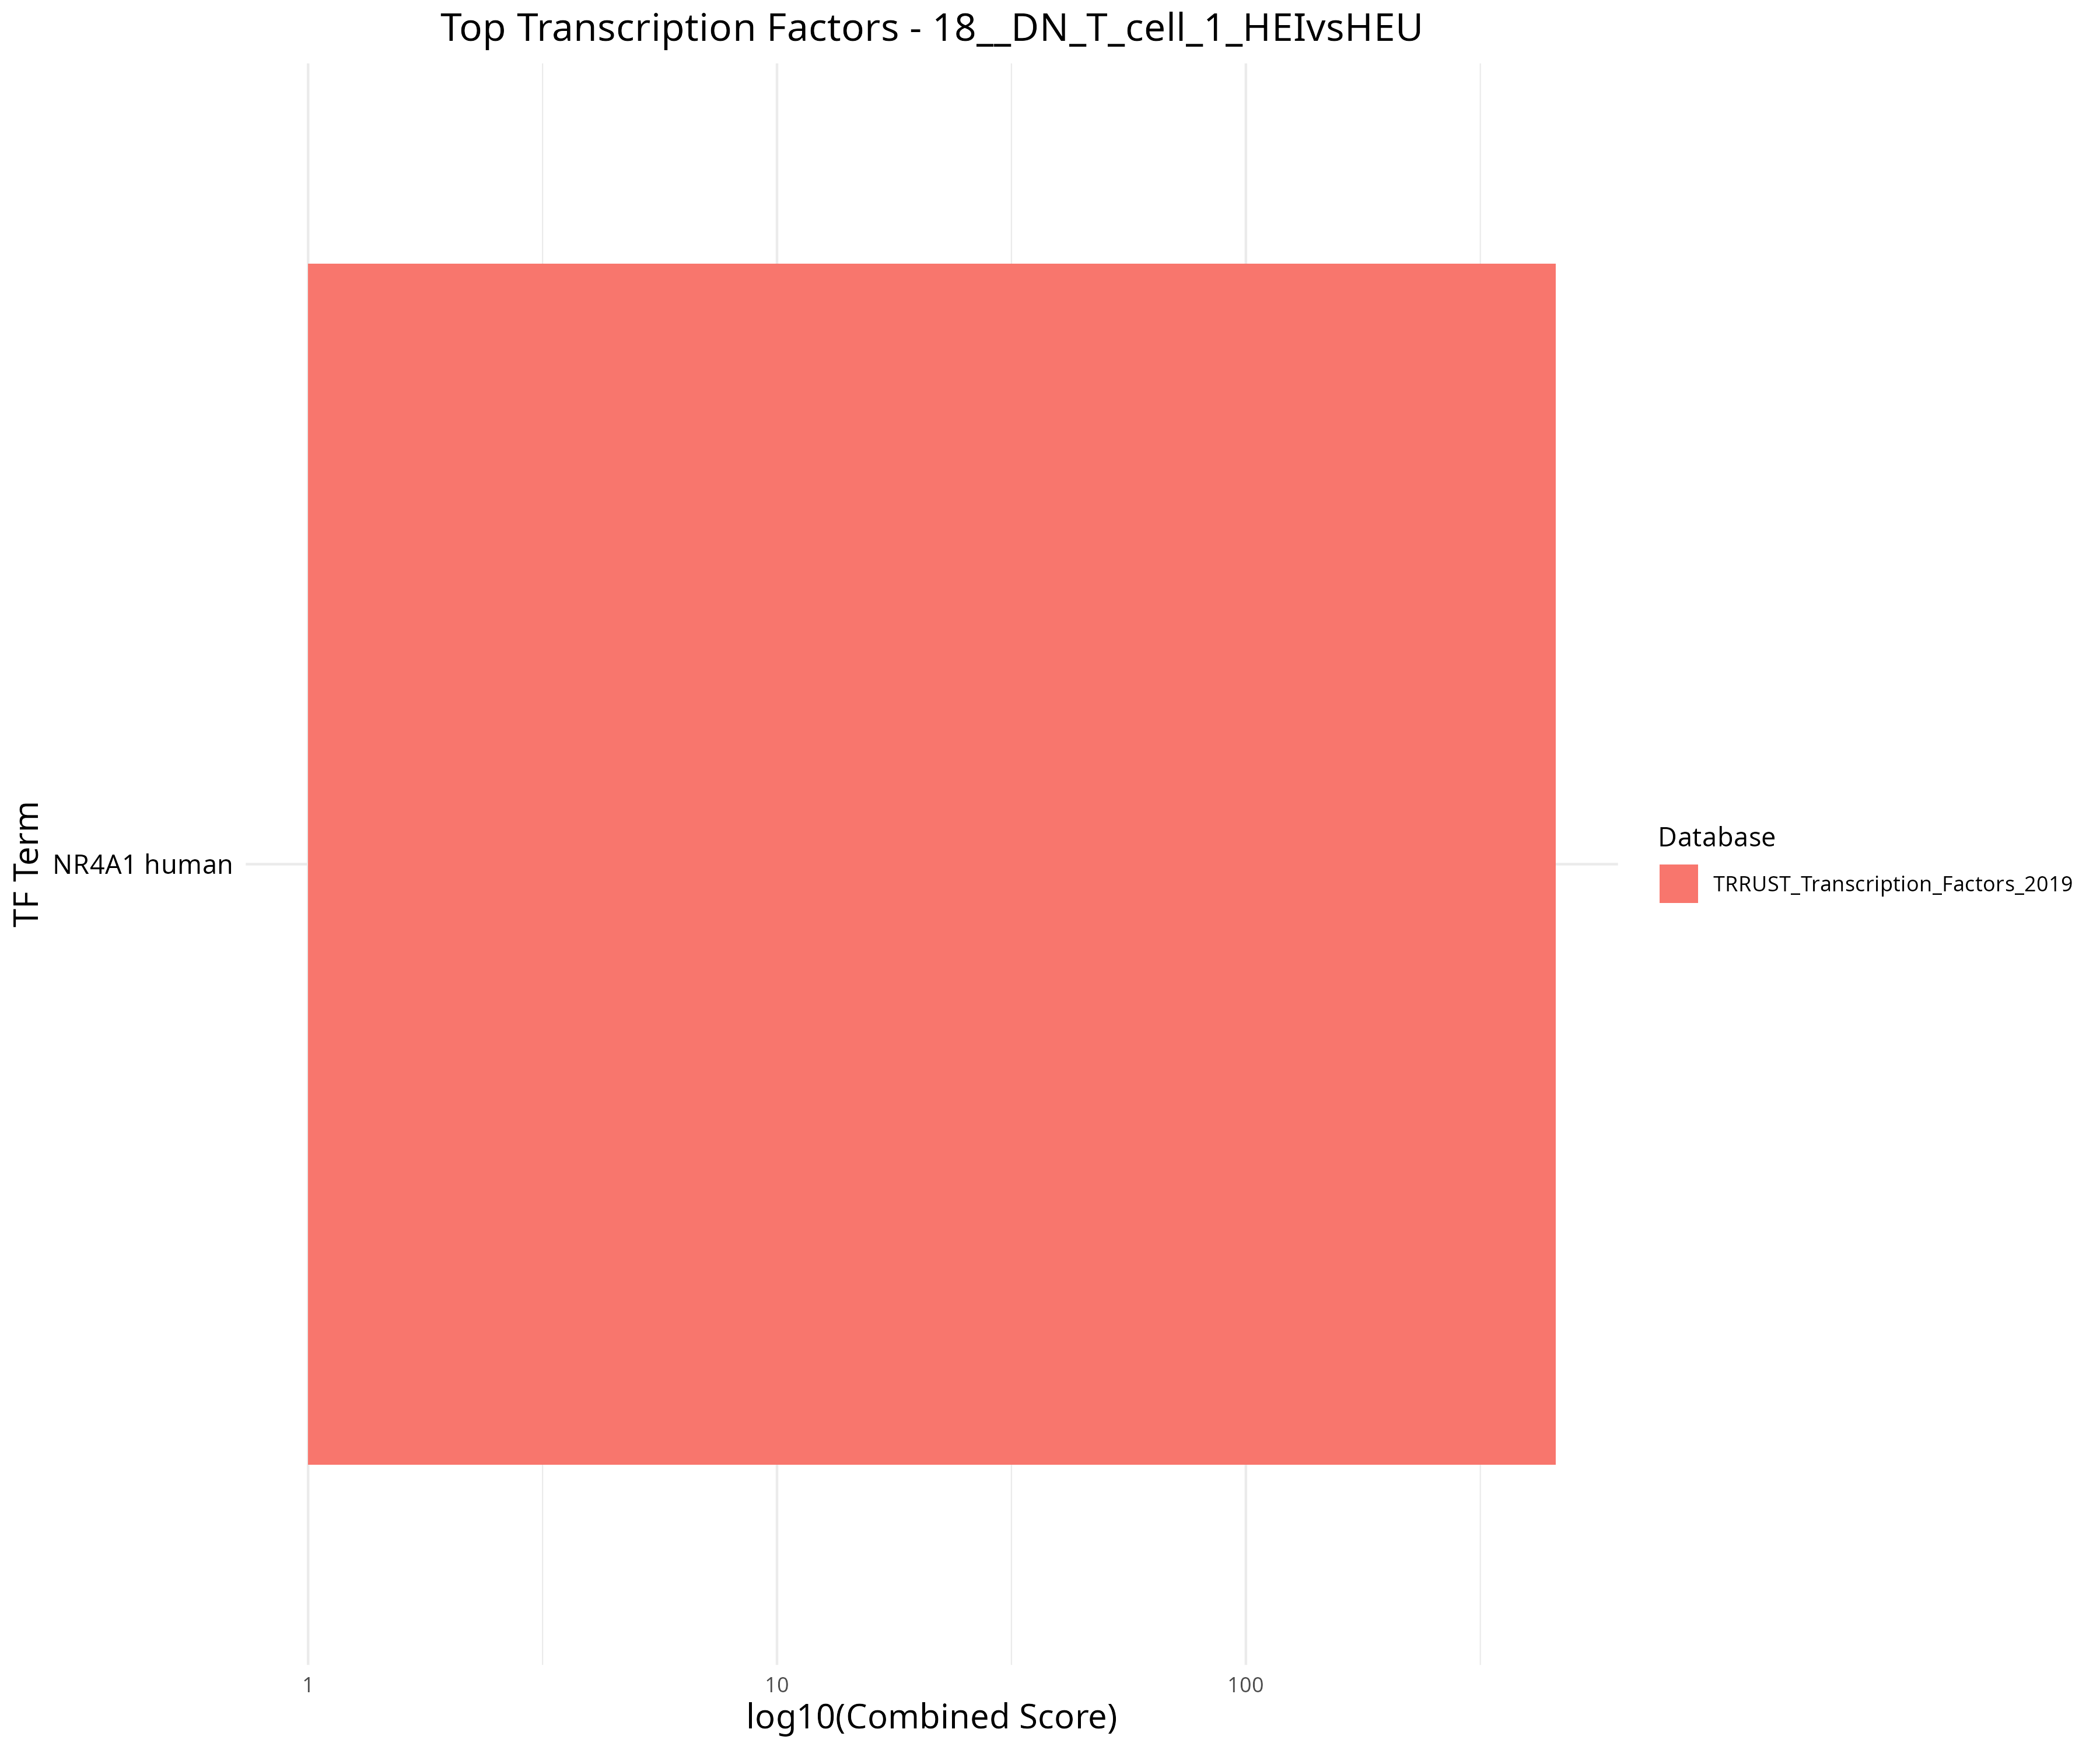 Top Transcription Factors - 18__DN_T_cell_1_HEIvsHEU
TF Term
NR4A1 human
1
10
100
log10(Combined Score)
Database
TRRUST_Transcription_Factors_2019